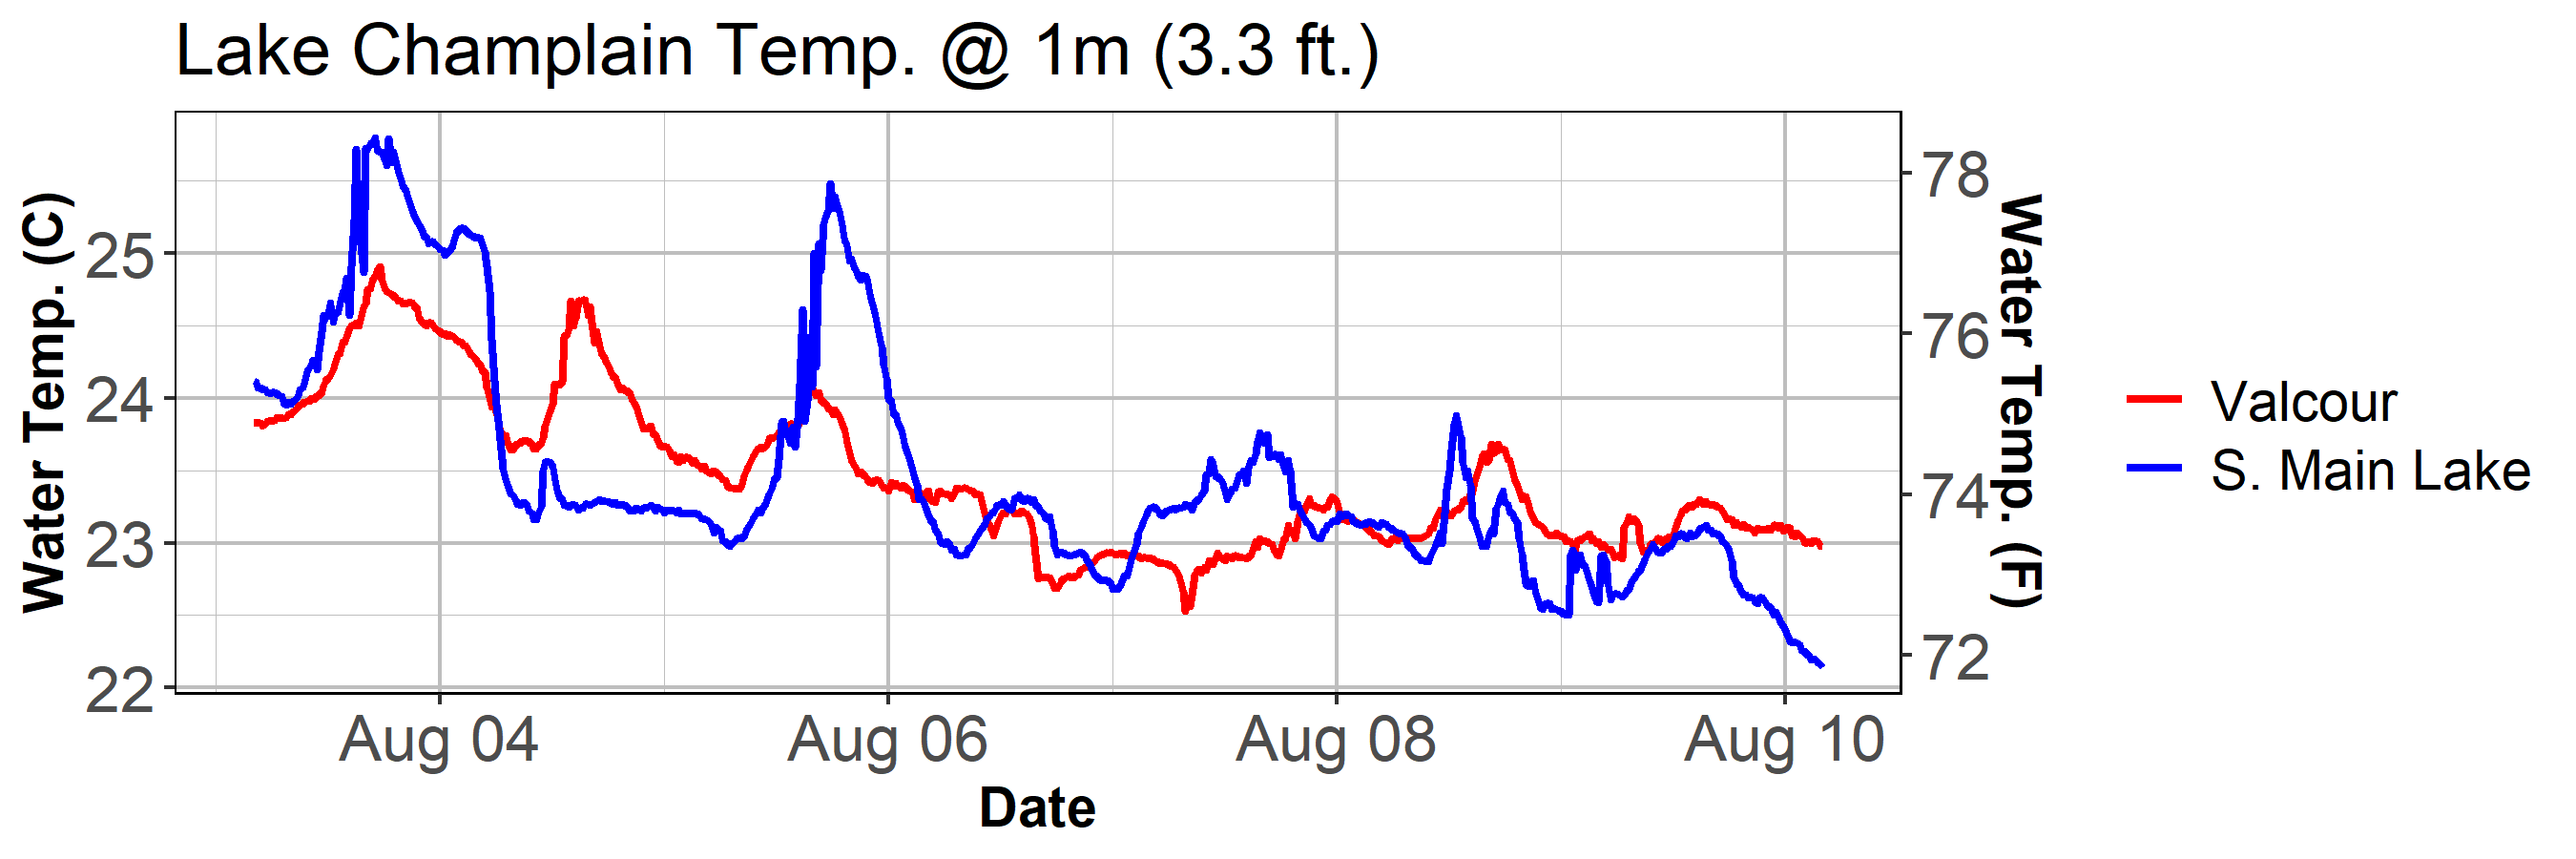 Lake Champlain Temp. @ 1m (3.3 ft.)
Water Temp. (C)
25
24
23
22
78
76
74
72
Water Temp. (F)
Aug 04
Aug 06
Aug 08
Aug 10
Date
Valcour
S. Main Lake